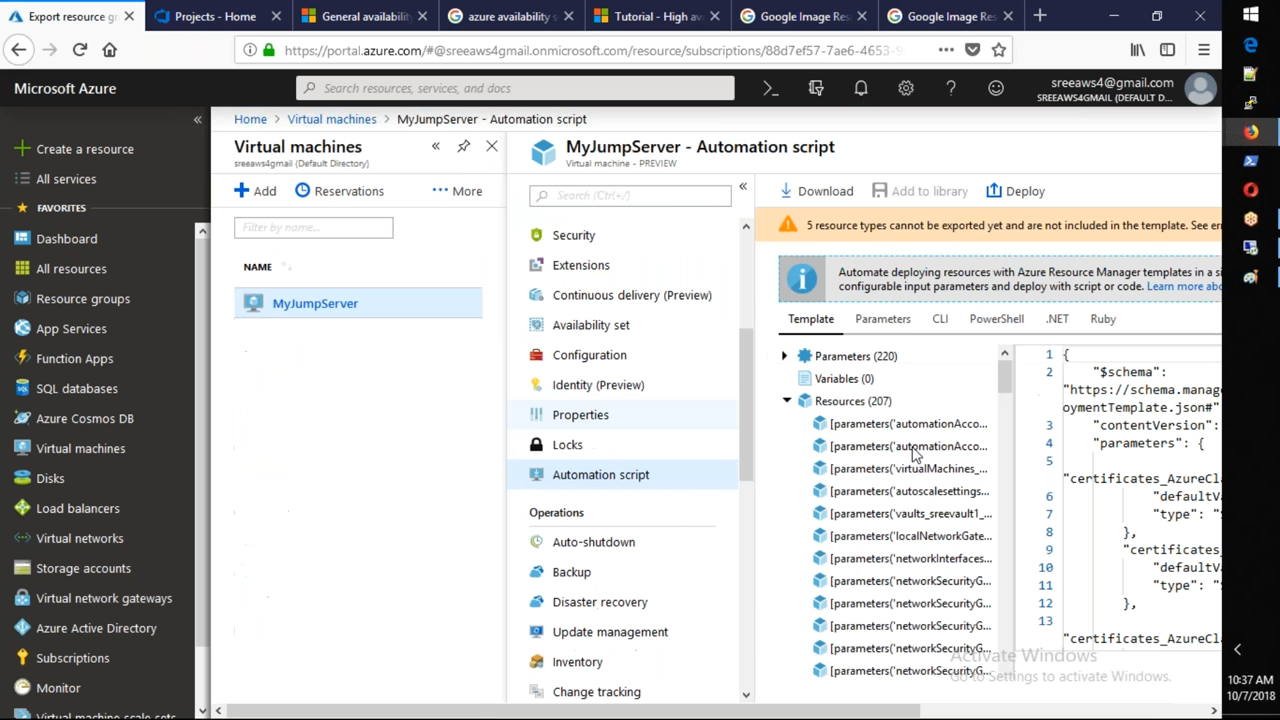 Export resource gr
Projects - Home
General availabilit
azure availability s
Tutorial - High av
Google Image Res
Google Image Res
https://portal.azure.com/#@sreeaws4gmail.onmicrosoft.com/resource/subscriptions/88d7ef57-7ae6-4653-9
Microsoft Azure
Search resources, services, and docs
sreeaws4@gmail.com
SREEAWS4GMAIL (DEFAULT D...
Create a resource
All services
FAVORITES
Dashboard
All resources
Resource groups
App Services
Function Apps
SQL databases
Azure Cosmos DB
Virtual machines
Disks
Load balancers
Virtual networks
Storage accounts
Virtual network gateways
Azure Active Directory
Subscriptions
Monitor
Virtual machine scale sets
Home
Virtual machines
MyJumpServer - Automation script
Virtual machines
sreeaws4gmail (Default Directory)
Add
Reservations
More
Filter by name...
NAME
MyJumpServer
MyJumpServer - Automation script
Virtual machine - PREVIEW
Search (Ctrl+/)
Security
Extensions
Continuous delivery (Preview)
Availability set
Configuration
Identity (Preview)
Properties
Locks
Automation script
Operations
Auto-shutdown
Backup
Disaster recovery
Update management
Inventory
Change tracking
Download
Add to library
Deploy
5 resource types cannot be exported yet and are not included in the template. See err
Automate deploying resources with Azure Resource Manager templates in a si
configurable input parameters and deploy with script or code. Learn more abo
Template
Parameters
CLI
PowerShell
.NET
Ruby
Parameters (220)
Variables (0)
Resources (207)
[parameters('automationAcco...
[parameters('automationAcco...
[parameters('virtualMachines_...
[parameters('autoscalesettings...
[parameters('vaults_sreevault1_...
[parameters('localNetworkGate...
[parameters('networkInterfaces...
[parameters('networkSecurityG...
[parameters('networkSecurityG...
[parameters('networkSecurityG...
[parameters('networkSecurityG...
[parameters('networkSecurityG...
1 {
2 "$schema":
"https://schema.manage
oymentTemplate.json#"
3 "contentVersion":
4 "parameters": {
5
"certificates_AzureCla
6 "defaultVa
7 "type": "S
8 },
9 "certificates_
10 "defaultVa
11 "type": "S
12 },
13
"certificates_AzureCla
Activate Windows
Go to Settings to activate Windows.
10:37 AM
10/7/2018